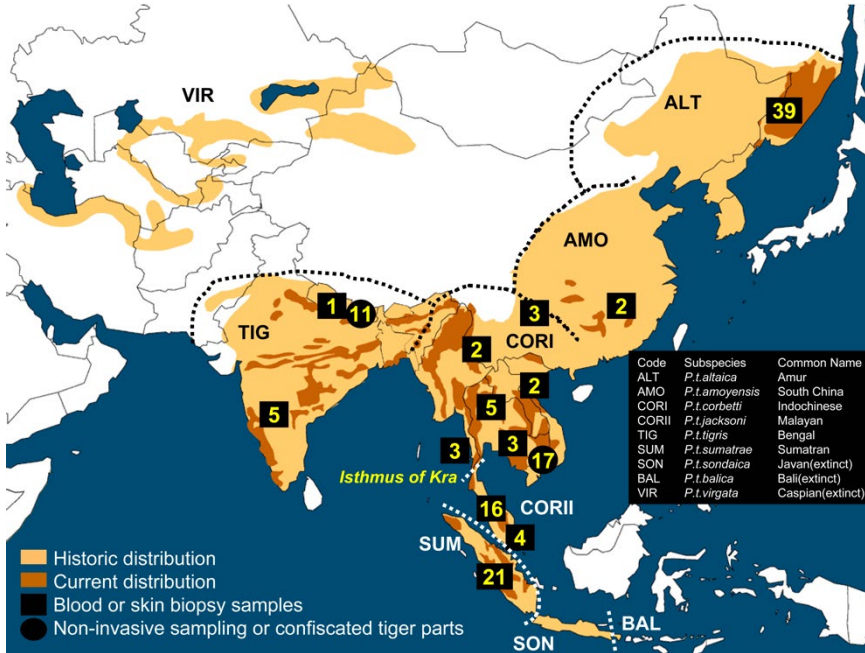 VIR
ALT
39
AMO
1
11
3
2
TIG
CORI
2
2
5
5
3
3
17
Isthmus of Kra
16
CORII
4
SUM
21
BAL
SON
Code Subspecies Common Name
ALT P.t.altaica Amur
AMO P.t.amoyensis South China
CORI P.t.corbetti Indochinese
CORII P.t.jacksoni Malayan
TIG P.t.tigris Bengal
SUM P.t.sumatrae Sumatran
SON P.t.sondaica Javan(extinct)
BAL P.t.balica Bali(extinct)
VIR P.t.virgata Caspian(extinct)
Historic distribution
Current distribution
Blood or skin biopsy samples
Non-invasive sampling or confiscated tiger parts